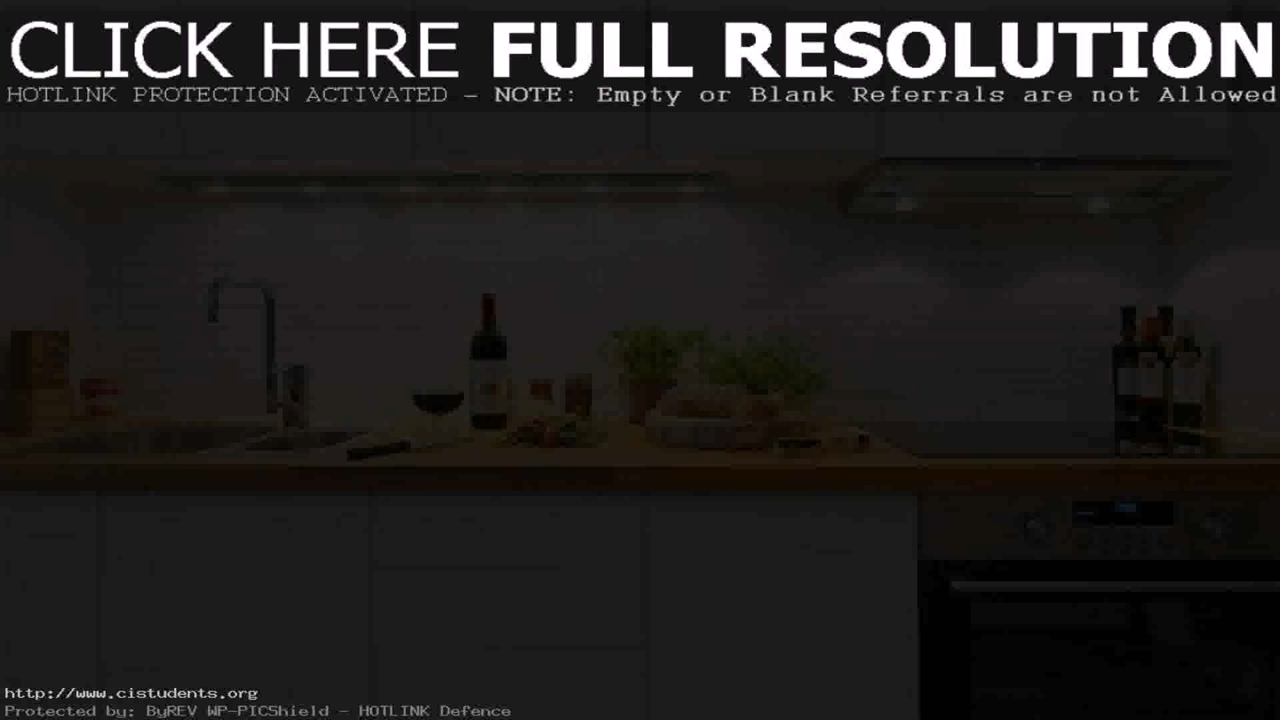 CLICK HERE FULL RESOLUTION
HOTLINK PROTECTION ACTIVATED - NOTE: Empty or Blank Referrals are not Allowed
http://www.cistudents.org
Protected by: ByREV WP-PICShield - HOTLINK Defence